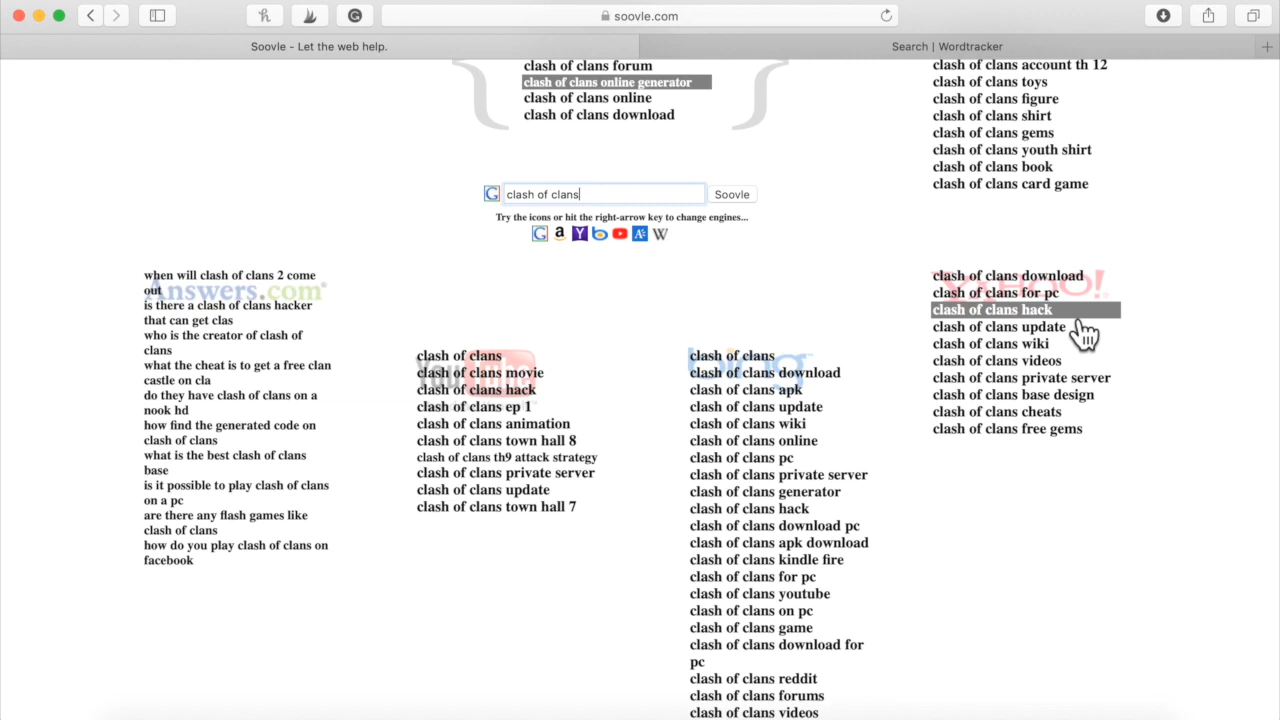 soovle.com
Soovle - Let the web help.
Search | Wordtracker
clash of clans forum
clash of clans online generator
clash of clans online
clash of clans download
clash of clans account th 12
clash of clans toys
clash of clans figure
clash of clans shirt
clash of clans gems
clash of clans youth shirt
clash of clans book
clash of clans card game
clash of clans
Soovle
Try the icons or hit the right-arrow key to change engines...
Answers.com
when will clash of clans 2 come
out
is there a clash of clans hacker
that can get clas
who is the creator of clash of
clans
what the cheat is to get a free clan
castle on cla
do they have clash of clans on a
nook hd
how find the generated code on
clash of clans
what is the best clash of clans
base
is it possible to play clash of clans
on a pc
are there any flash games like
clash of clans
how do you play clash of clans on
facebook
YouTube
clash of clans
clash of clans movie
clash of clans hack
clash of clans ep 1
clash of clans animation
clash of clans town hall 8
clash of clans th9 attack strategy
clash of clans private server
clash of clans update
clash of clans town hall 7
bing
clash of clans
clash of clans download
clash of clans apk
clash of clans update
clash of clans wiki
clash of clans online
clash of clans pc
clash of clans private server
clash of clans generator
clash of clans hack
clash of clans download pc
clash of clans apk download
clash of clans kindle fire
clash of clans for pc
clash of clans youtube
clash of clans on pc
clash of clans game
clash of clans download for
pc
clash of clans reddit
clash of clans forums
clash of clans videos
YAHOO!
clash of clans download
clash of clans for pc
clash of clans hack
clash of clans update
clash of clans wiki
clash of clans videos
clash of clans private server
clash of clans base design
clash of clans cheats
clash of clans free gems